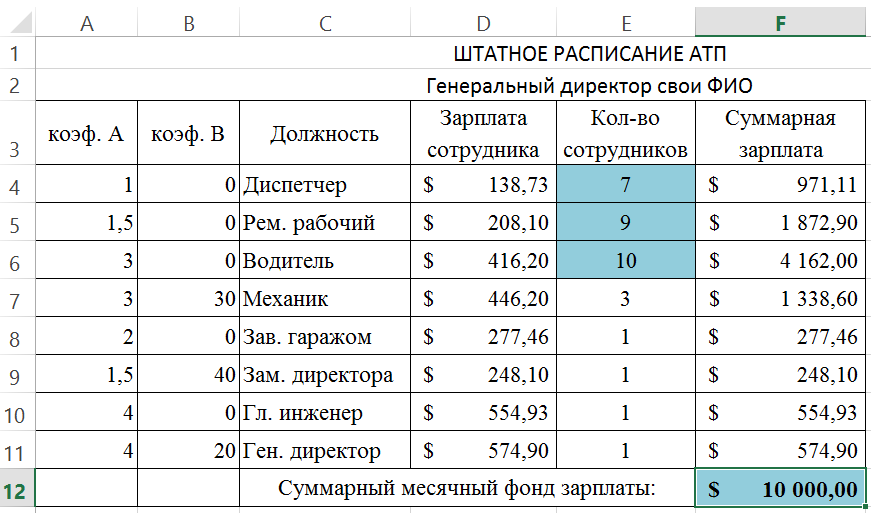 A B C D E F
1 ШТАТНОЕ РАСПИСАНИЕ АТП
2 Генеральный директор свои ФИО
3 коэф. А коэф. В Должность Зарплата сотрудника Кол-во сотрудников Суммарная зарплата
4 1 0 Диспетчер $ 138,73 7 $ 971,11
5 1,5 0 Рем. рабочий $ 208,10 9 $ 1 872,90
6 3 0 Водитель $ 416,20 10 $ 4 162,00
7 3 30 Механик $ 446,20 3 $ 1 338,60
8 2 0 Зав. гаражом $ 277,46 1 $ 277,46
9 1,5 40 Зам. директора $ 248,10 1 $ 248,10
10 4 0 Гл. инженер $ 554,93 1 $ 554,93
11 4 20 Ген. директор $ 574,90 1 $ 574,90
12 Суммарный месячный фонд зарплаты: $ 10 000,00